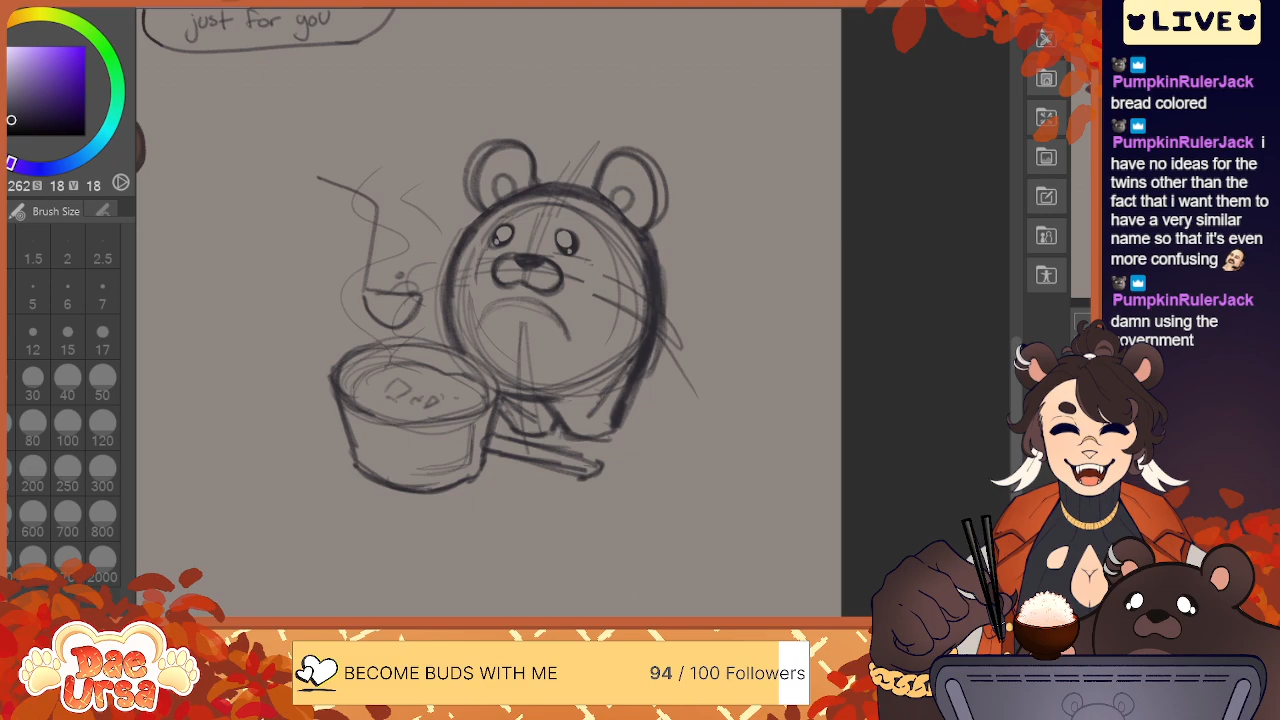 just for you
LIVE
PumpkinRulerJack
bread colored
PumpkinRulerJack i
have no ideas for the
twins other than the
fact that i want them to
have a very similar
name so that it's even
more confusing
PumpkinRulerJack
damn using the
government
262 S 18 V 18
Brush Size
1.5 2 2.5
5 6 7
12 15 17
30 40 50
80 100 120
200 250 300
600 700 800
2000
Dae
Ursa
BECOME BUDS WITH ME 94 / 100 Followers